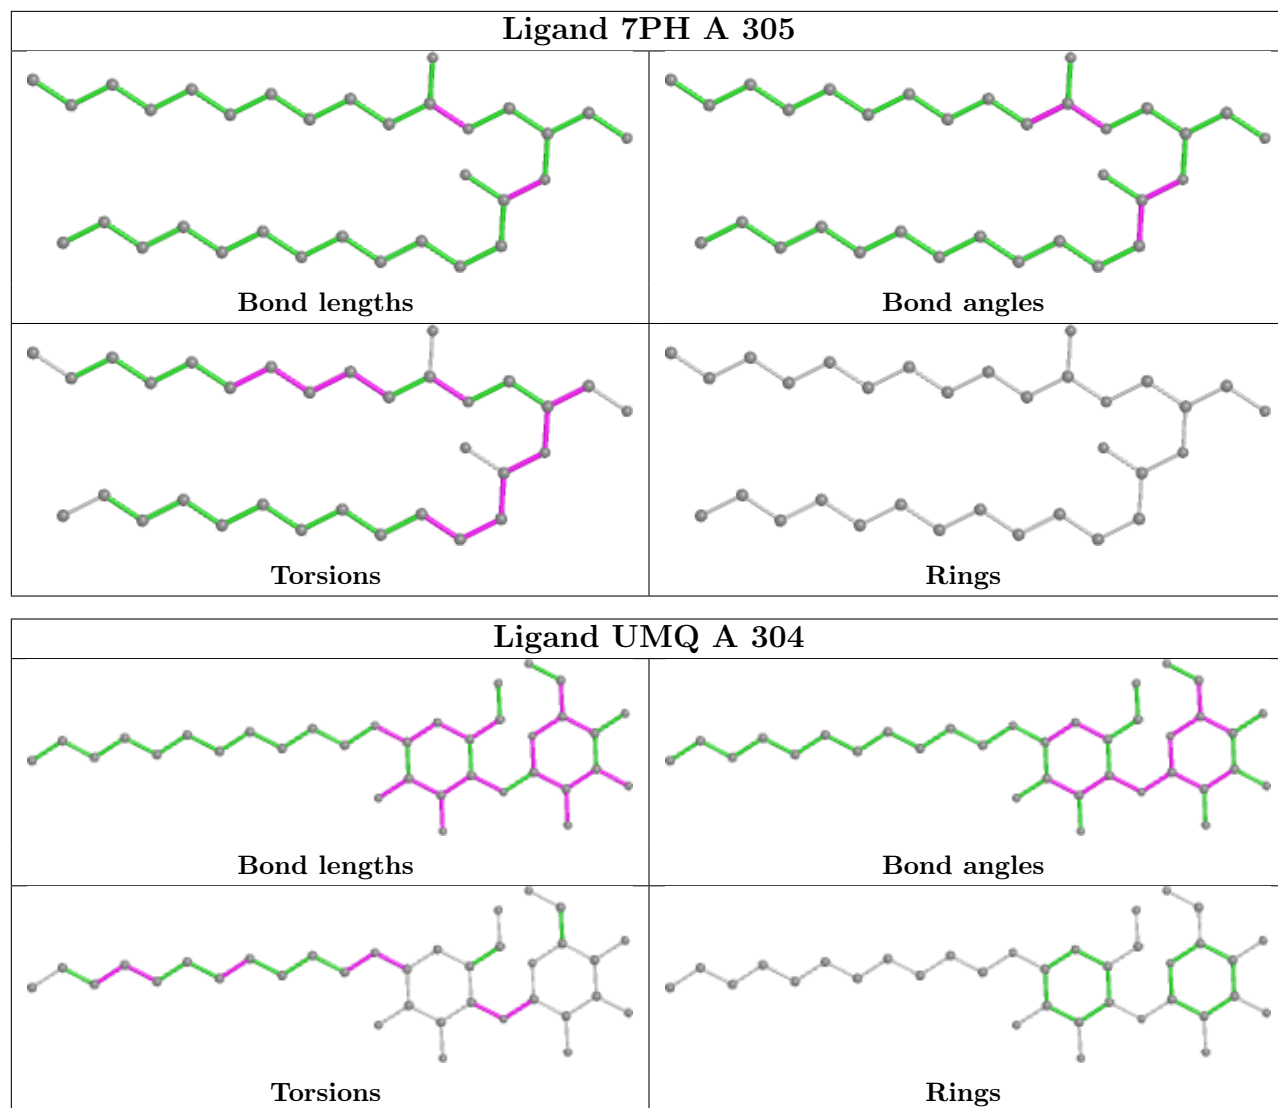 Ligand 7PH A 305
Bond lengths
Bond angles
Torsions
Rings
Ligand UMQ A 304
Bond lengths
Bond angles
Torsions
Rings